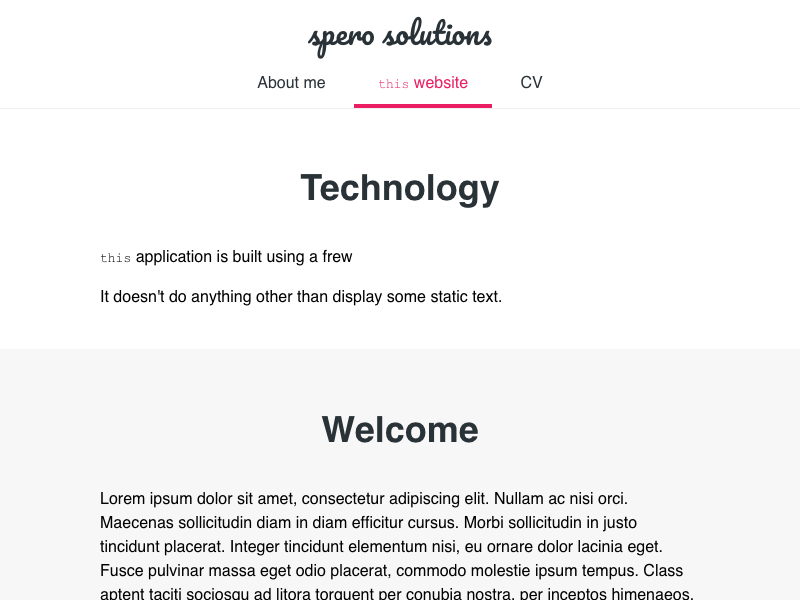 spero solutions
About me this website CV
Technology
this application is built using a frew
It doesn't do anything other than display some static text.
Welcome
Lorem ipsum dolor sit amet, consectetur adipiscing elit. Nullam ac nisi orci.
Maecenas sollicitudin diam in diam efficitur cursus. Morbi sollicitudin in justo
tincidunt placerat. Integer tincidunt elementum nisi, eu ornare dolor lacinia eget.
Fusce pulvinar massa eget odio placerat, commodo molestie ipsum tempus. Class
aptent taciti sociosqu ad litora torquent per conubia nostra, per inceptos himenaeos.